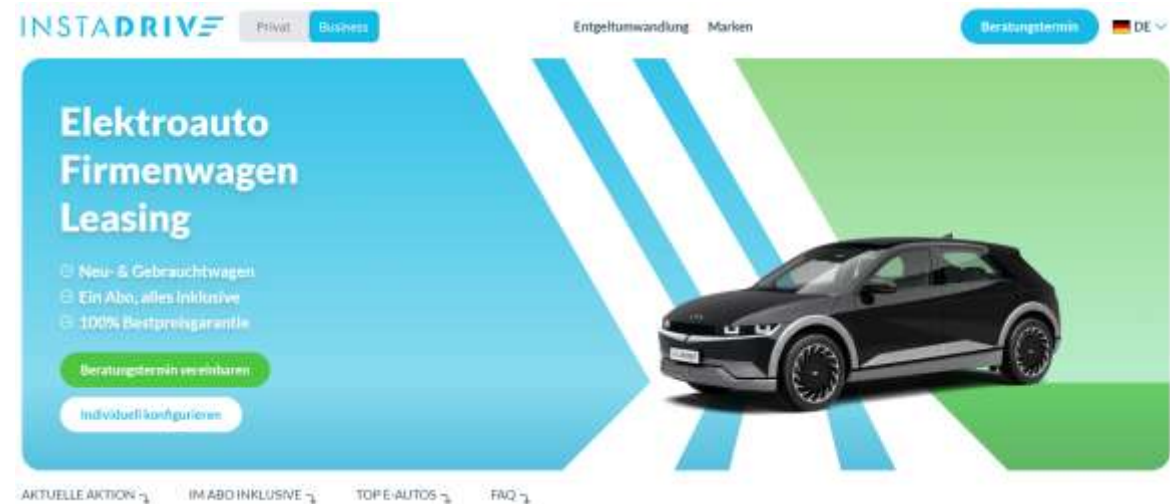 INSTADRIVE
Privat
Business
Entgeltumwandlung
Marken
Beratungstermin
DE
Elektroauto
Firmenwagen
Leasing
Neu- & Gebrauchtwagen
Ein Abo, alles inklusive
100% Bestpreisgarantie
Beratungstermin vereinbaren
Individuell konfigurieren
AKTUELLE AKTION
IM ABO INKLUSIVE
TOP E-AUTOS
FAQ